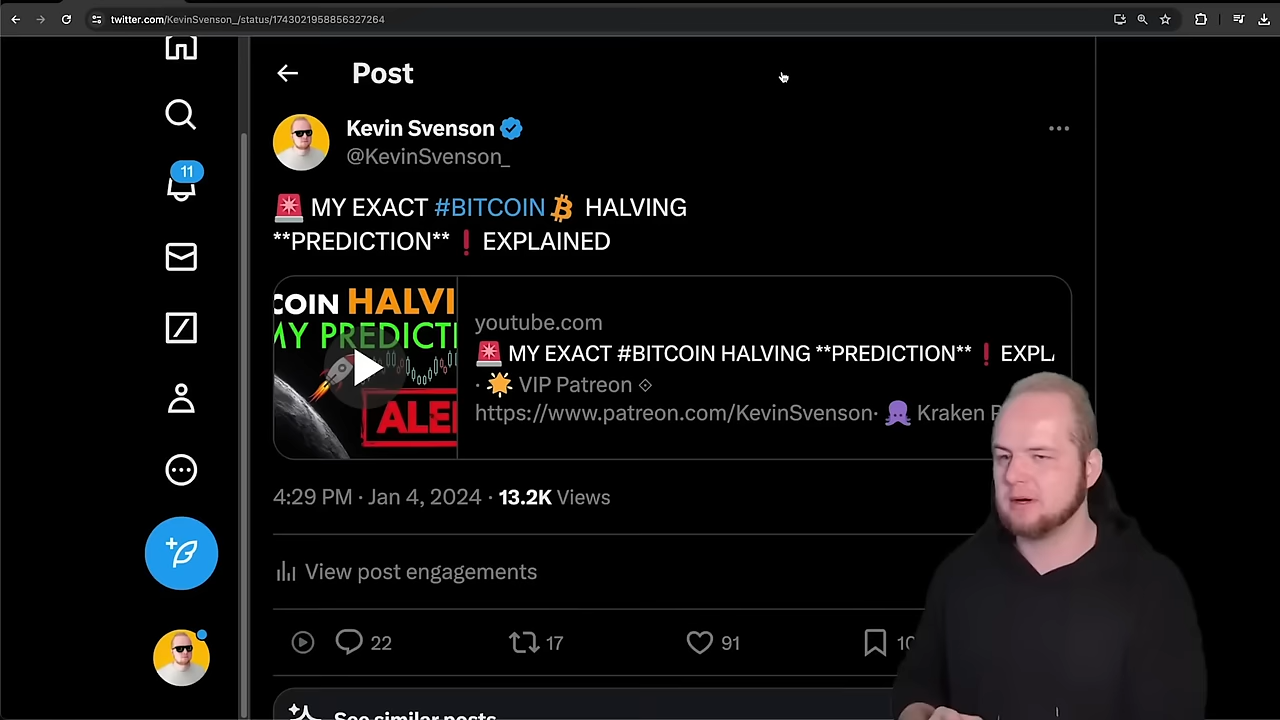 twitter.com/KevinSvenson_/status/1743021958856327264
Post
Kevin Svenson
@KevinSvenson_
11
🚨 MY EXACT #BITCOIN HALVING
**PREDICTION**❗EXPLAINED
COIN HALVI
MY PREDICTI
ALE
youtube.com
🚨 MY EXACT #BITCOIN HALVING **PREDICTION** ❗ EXPL
· 🌟 VIP Patreon ⟐
https://www.patreon.com/KevinSvenson· 🐙 Kraken
4:29 PM · Jan 4, 2024 · 13.2K Views
View post engagements
22
17
91
10
See similar posts